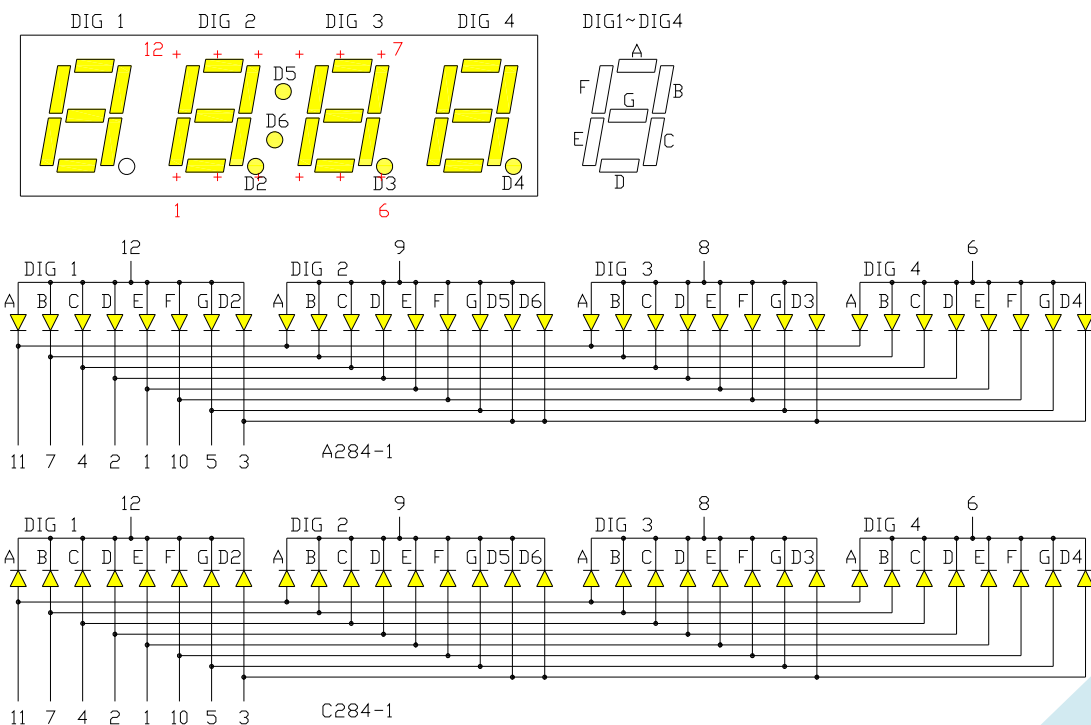 DIG 1 DIG 2 DIG 3 DIG 4 DIG1~DIG4
12 7 A
D5 F B
G
D6 E C
D2 D3 D4 D
1 6
12 9 8 6
DIG 1 DIG 2 DIG 3 DIG 4
A B C D E F G D2 A B C D E F G D5 D6 A B C D E F G D3 A B C D E F G D4
A284-1
11 7 4 2 1 10 5 3
12 9 8 6
DIG 1 DIG 2 DIG 3 DIG 4
A B C D E F G D2 A B C D E F G D5 D6 A B C D E F G D3 A B C D E F G D4
C284-1
11 7 4 2 1 10 5 3